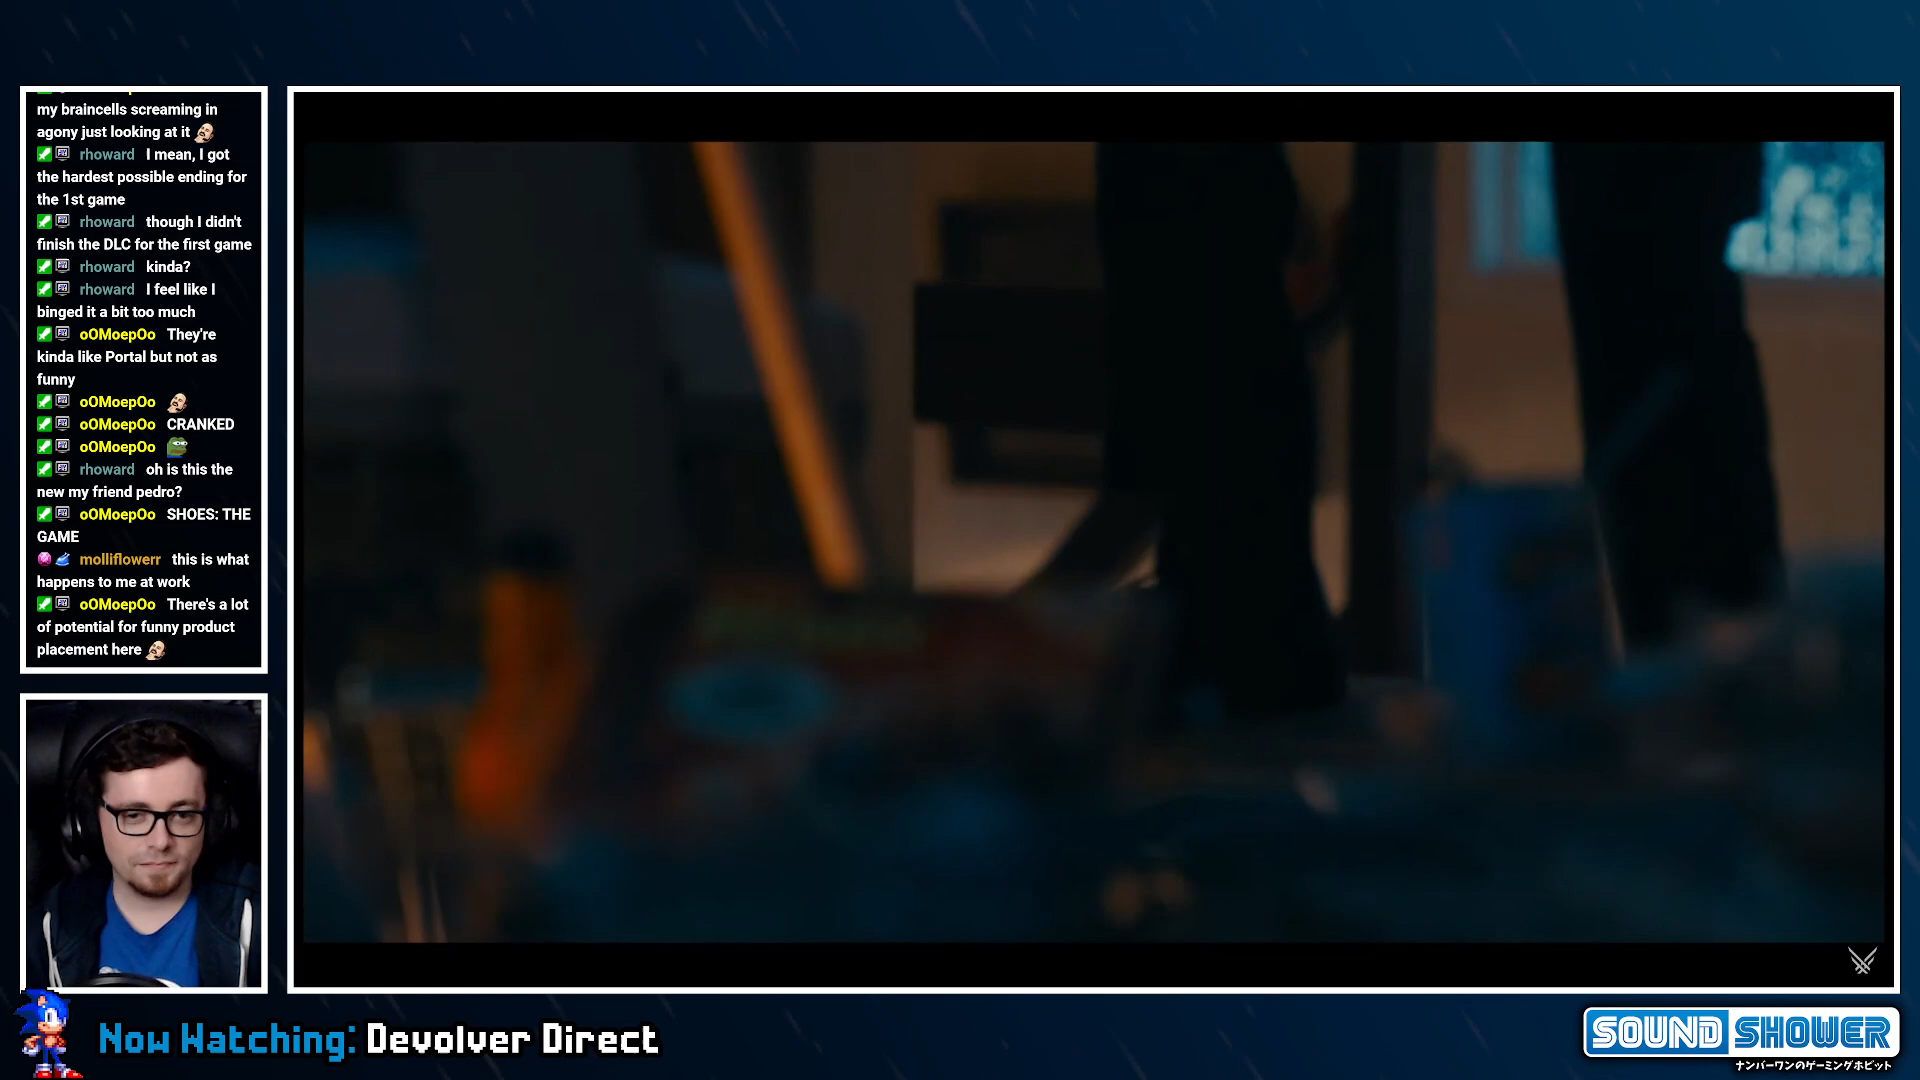 my braincells screaming in
agony just looking at it
rhoward I mean, I got
the hardest possible ending for
the 1st game
rhoward though I didn't
finish the DLC for the first game
rhoward kinda?
rhoward I feel like I
binged it a bit too much
oOMoepOo They're
kinda like Portal but not as
funny
oOMoepOo
oOMoepOo CRANKED
oOMoepOo
rhoward oh is this the
new my friend pedro?
oOMoepOo SHOES: THE
GAME
molliflowerr this is what
happens to me at work
oOMoepOo There's a lot
of potential for funny product
placement here
Now Watching: Devolver Direct
SOUND SHOWER
ナンバーワンのゲーミングホビット